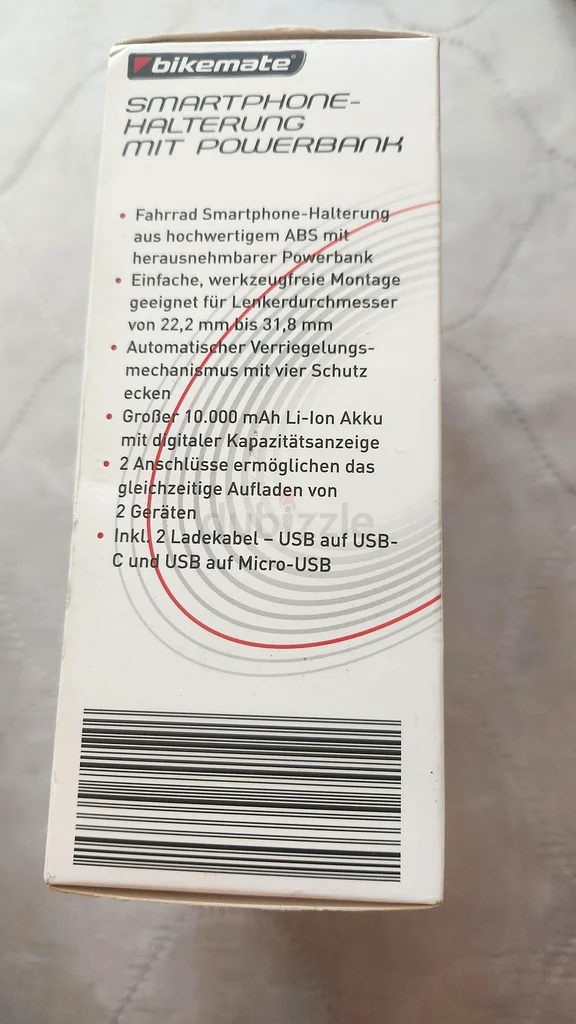 bikemate®
SMARTPHONE-
HALTERUNG
MIT POWERBANK
• Fahrrad Smartphone-Halterung
aus hochwertigem ABS mit
herausnehmbarer Powerbank
• Einfache, werkzeugfreie Montage
geeignet für Lenkerdurchmesser
von 22,2 mm bis 31,8 mm
• Automatischer Verriegelungs-
mechanismus mit vier Schutz
ecken
• Großer 10.000 mAh Li-Ion Akku
mit digitaler Kapazitätsanzeige
• 2 Anschlüsse ermöglichen das
gleichzeitige Aufladen von
2 Geräten
dubizzle
• Inkl. 2 Ladekabel – USB auf USB-
C und USB auf Micro-USB